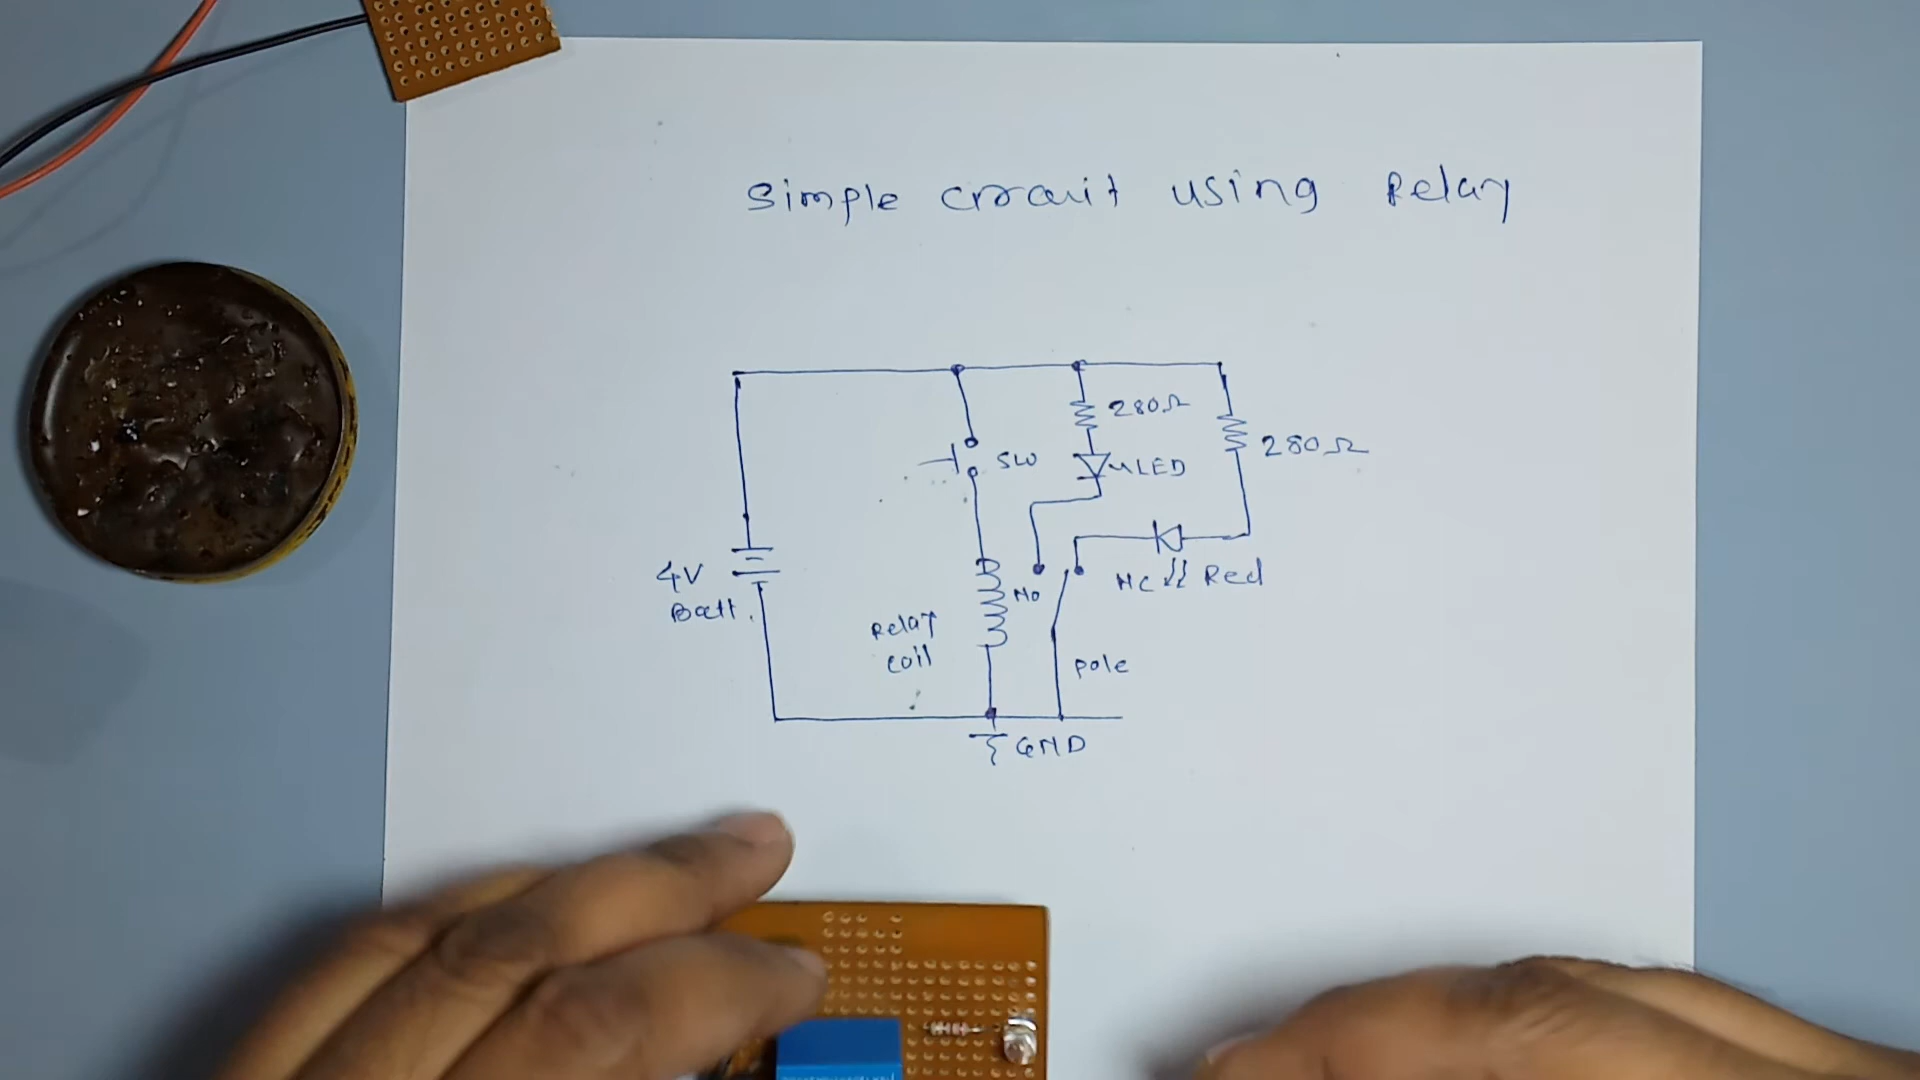 Simple circuit using Relay
280Ω
280Ω
SW
LED
4V
Batt.
NO
NC
Red
Relay
coil
pole
GND